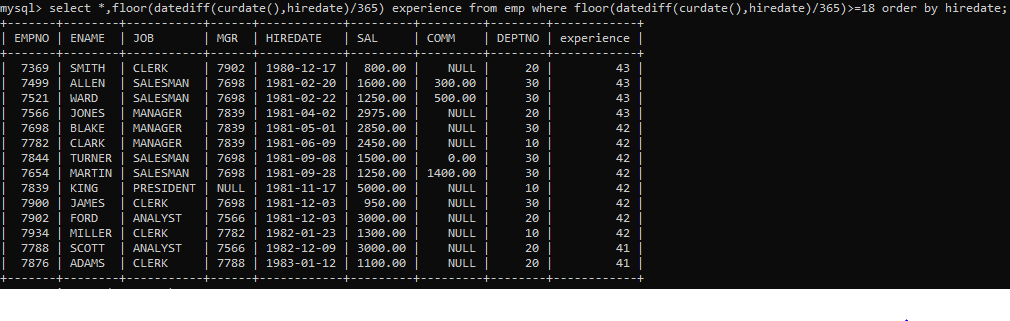 mysql> select *,floor(datediff(curdate(),hiredate)/365) experience from emp where floor(datediff(curdate(),hiredate)/365)>=18 order by hiredate;
+-------+--------+-----------+------+------------+---------+---------+--------+------------+
| EMPNO | ENAME | JOB | MGR | HIREDATE | SAL | COMM | DEPTNO | experience |
+-------+--------+-----------+------+------------+---------+---------+--------+------------+
| 7369 | SMITH | CLERK | 7902 | 1980-12-17 | 800.00 | NULL | 20 | 43 |
| 7499 | ALLEN | SALESMAN | 7698 | 1981-02-20 | 1600.00 | 300.00 | 30 | 43 |
| 7521 | WARD | SALESMAN | 7698 | 1981-02-22 | 1250.00 | 500.00 | 30 | 43 |
| 7566 | JONES | MANAGER | 7839 | 1981-04-02 | 2975.00 | NULL | 20 | 43 |
| 7698 | BLAKE | MANAGER | 7839 | 1981-05-01 | 2850.00 | NULL | 30 | 42 |
| 7782 | CLARK | MANAGER | 7839 | 1981-06-09 | 2450.00 | NULL | 10 | 42 |
| 7844 | TURNER | SALESMAN | 7698 | 1981-09-08 | 1500.00 | 0.00 | 30 | 42 |
| 7654 | MARTIN | SALESMAN | 7698 | 1981-09-28 | 1250.00 | 1400.00 | 30 | 42 |
| 7839 | KING | PRESIDENT | NULL | 1981-11-17 | 5000.00 | NULL | 10 | 42 |
| 7900 | JAMES | CLERK | 7698 | 1981-12-03 | 950.00 | NULL | 30 | 42 |
| 7902 | FORD | ANALYST | 7566 | 1981-12-03 | 3000.00 | NULL | 20 | 42 |
| 7934 | MILLER | CLERK | 7782 | 1982-01-23 | 1300.00 | NULL | 10 | 42 |
| 7788 | SCOTT | ANALYST | 7566 | 1982-12-09 | 3000.00 | NULL | 20 | 41 |
| 7876 | ADAMS | CLERK | 7788 | 1983-01-12 | 1100.00 | NULL | 20 | 41 |
+-------+--------+-----------+------+------------+---------+---------+--------+------------+